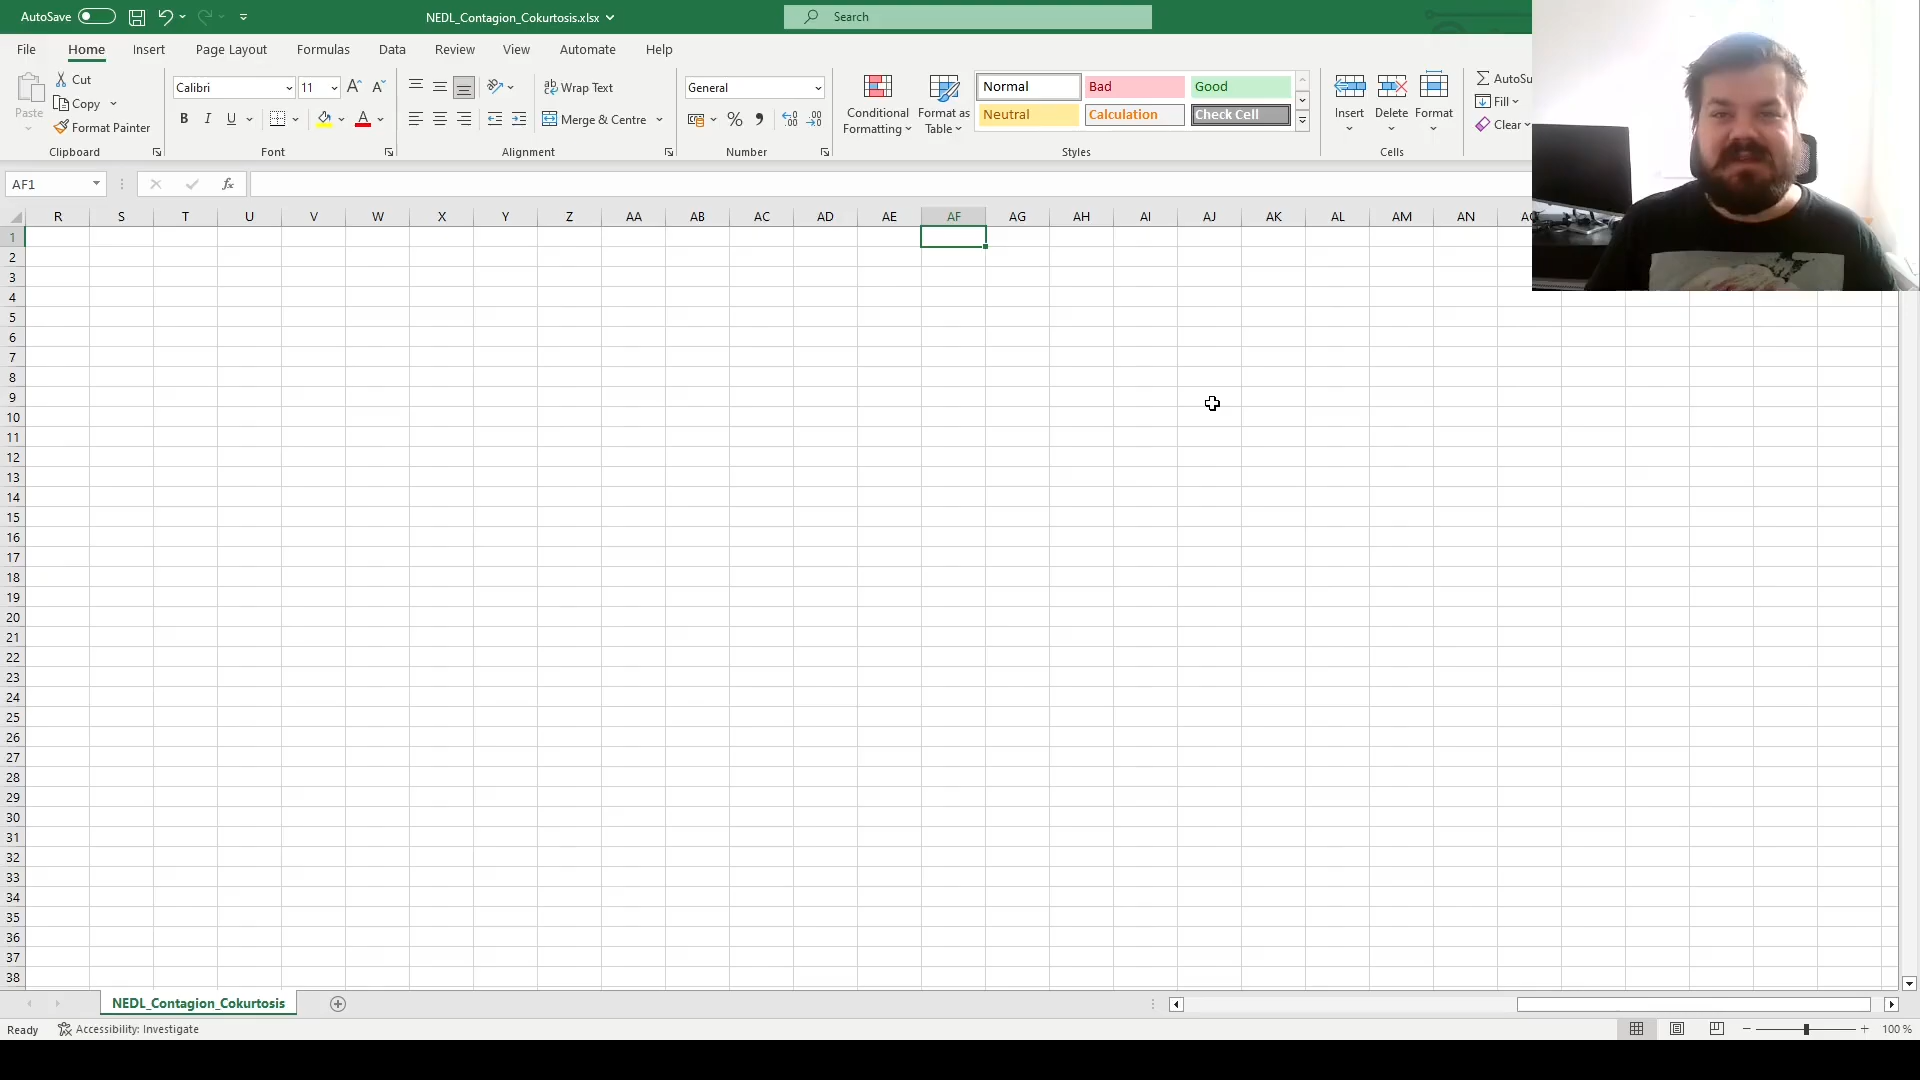 AutoSave NEDL_Contagion_Cokurtosis.xlsx Search
File Home Insert Page Layout Formulas Data Review View Automate Help
Paste Cut Copy Format Painter Clipboard
Calibri 11 B I U Font
Wrap Text Merge & Centre Alignment
General % Number
Conditional Formatting Format as Table
Normal Bad Good
Neutral Calculation Check Cell
Styles
Insert Delete Format Cells
AutoSu
Fill
Clear
AF1 fx
R S T U V W X Y Z AA AB AC AD AE AF AG AH AI AJ AK AL AM AN
1
2
3
4
5
6
7
8
9
10
11
12
13
14
15
16
17
18
19
20
21
22
23
24
25
26
27
28
29
30
31
32
33
34
35
36
37
38
NEDL_Contagion_Cokurtosis
Ready Accessibility: Investigate 100 %